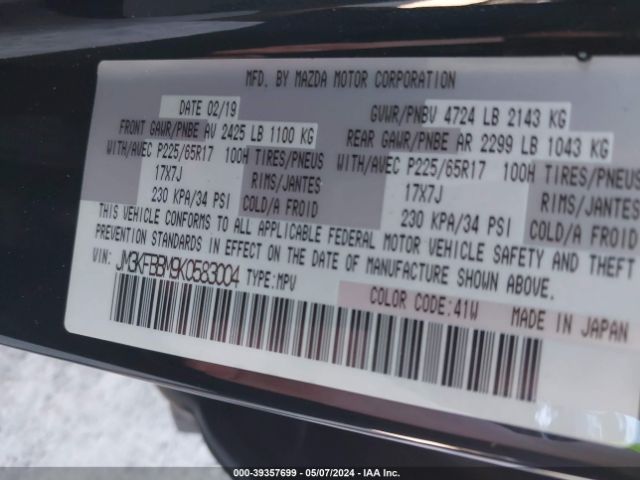 MFD. BY MAZDA MOTOR CORPORATION
DATE 02/19 GVWR/PNBV 4724 LB 2143 KG
FRONT GAWR/PNBE AV 2425 LB 1100 KG REAR GAWR/PNBE AR 2299 LB 1043 KG
WITH/AVEC P225/65R17 100H TIRES/PNEUS WITH/AVEC P225/65R17 100H TIRES/PNEUS
17X7J RIMS/JANTES 17X7J RIMS/JANTES
230 KPA/34 PSI COLD/A FROID 230 KPA/34 PSI COLD/A FROID
THIS VEHICLE CONFORMS TO ALL APPLICABLE FEDERAL MOTOR VEHICLE SAFETY AND THEFT
PREVENTION STANDARDS IN EFFECT ON THE DATE OF MANUFACTURE SHOWN ABOVE.
VIN: JM3KFBBM9K0583004 TYPE:MPV
COLOR CODE:41W MADE IN JAPAN
000-39357699 - 05/07/2024 - IAA Inc.